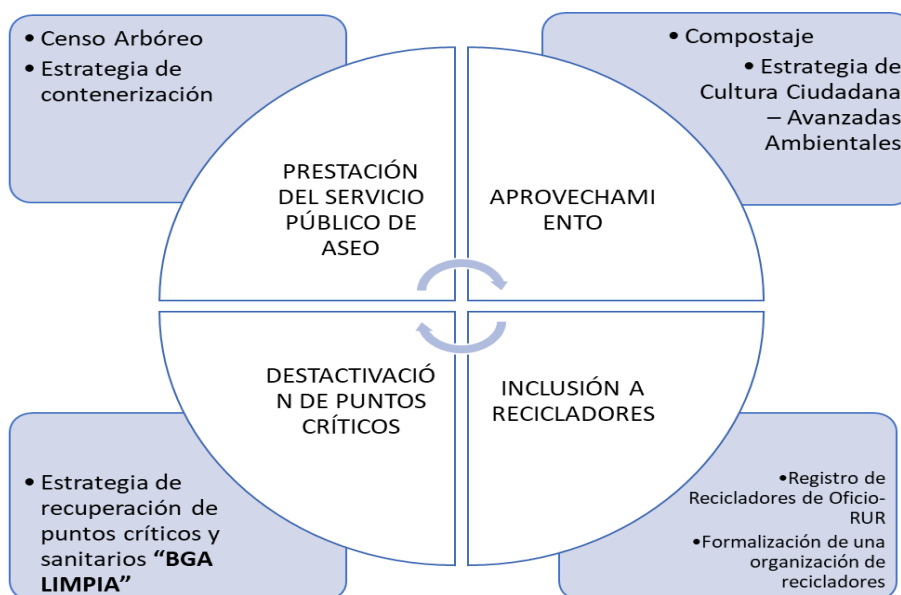 • Censo Arbóreo
• Estrategia de
contenerización
• Compostaje
• Estrategia de
Cultura Ciudadana
– Avanzadas
Ambientales
PRESTACIÓN
DEL SERVICIO
PÚBLICO DE
ASEO
APROVECHAMI
ENTO
DESTACTIVACIÓ
N DE PUNTOS
CRÍTICOS
INCLUSIÓN A
RECICLADORES
• Estrategia de
recuperación de
puntos críticos y
sanitarios “BGA
LIMPIA”
•Registro de
Recicladores de Oficio-
RUR
•Formalización de una
organización de
recicladores